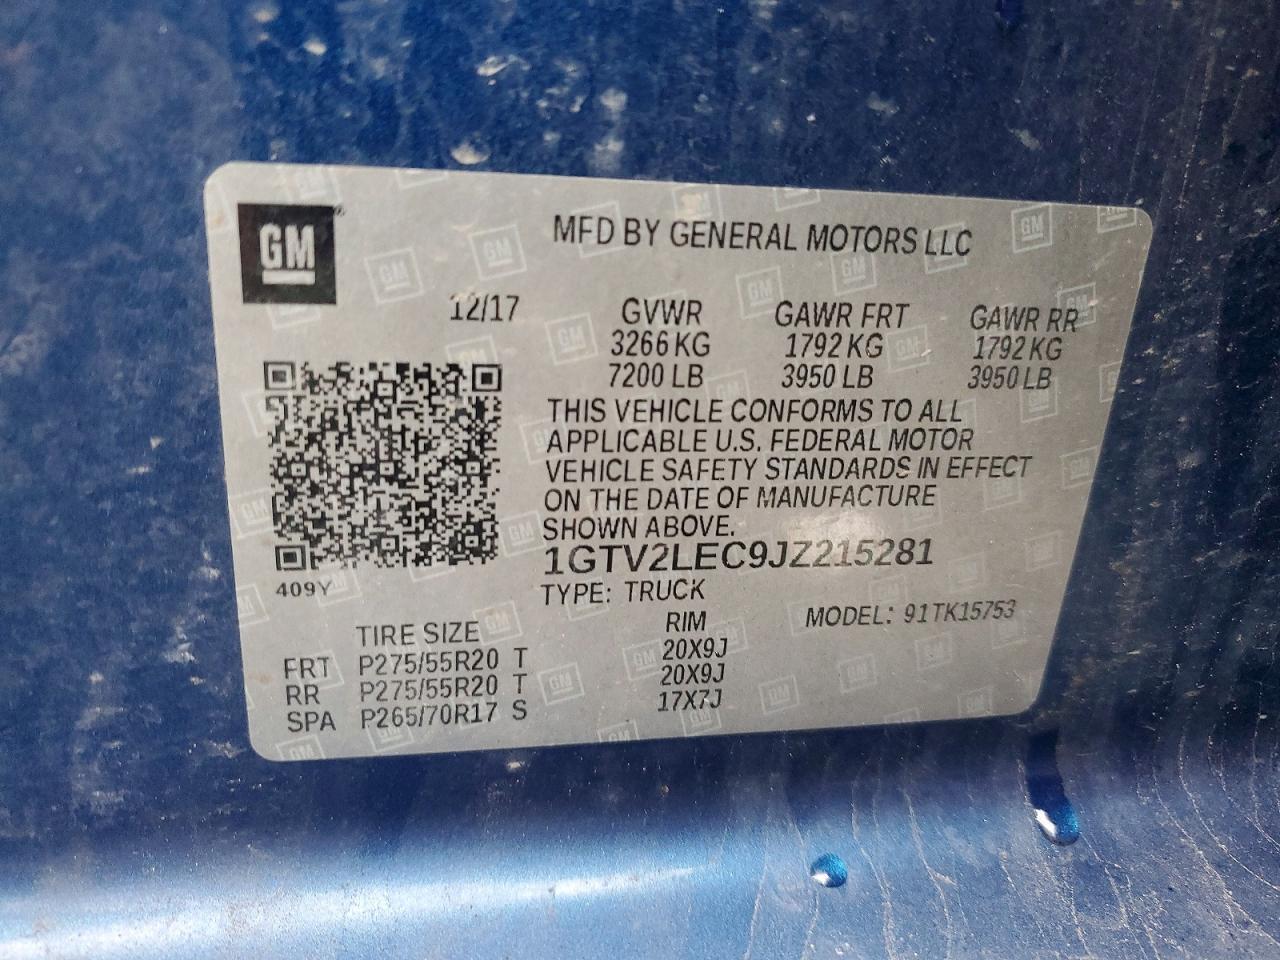 GM
MFD BY GENERAL MOTORS LLC
12/17 GVWR GAWR FRT GAWR RR
3266 KG 1792 KG 1792 KG
7200 LB 3950 LB 3950 LB
THIS VEHICLE CONFORMS TO ALL
APPLICABLE U.S. FEDERAL MOTOR
VEHICLE SAFETY STANDARDS IN EFFECT
ON THE DATE OF MANUFACTURE
SHOWN ABOVE.
1GTV2LEC9JZ215281
409Y
TYPE: TRUCK
MODEL: 91TK15753
TIRE SIZE RIM
FRT P275/55R20 T 20X9J
RR P275/55R20 T 20X9J
SPA P265/70R17 S 17X7J